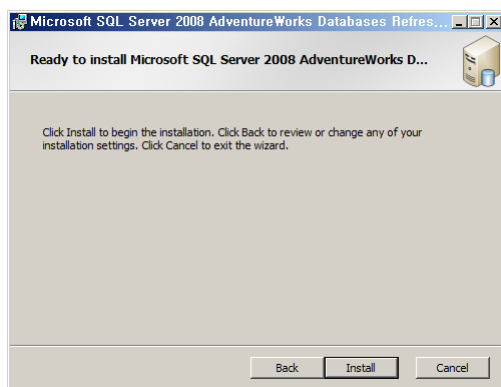 Microsoft SQL Server 2008 AdventureWorks Databases Refres...
Ready to install Microsoft SQL Server 2008 AdventureWorks D...
Click Install to begin the installation. Click Back to review or change any of your
installation settings. Click Cancel to exit the wizard.
Back Install Cancel